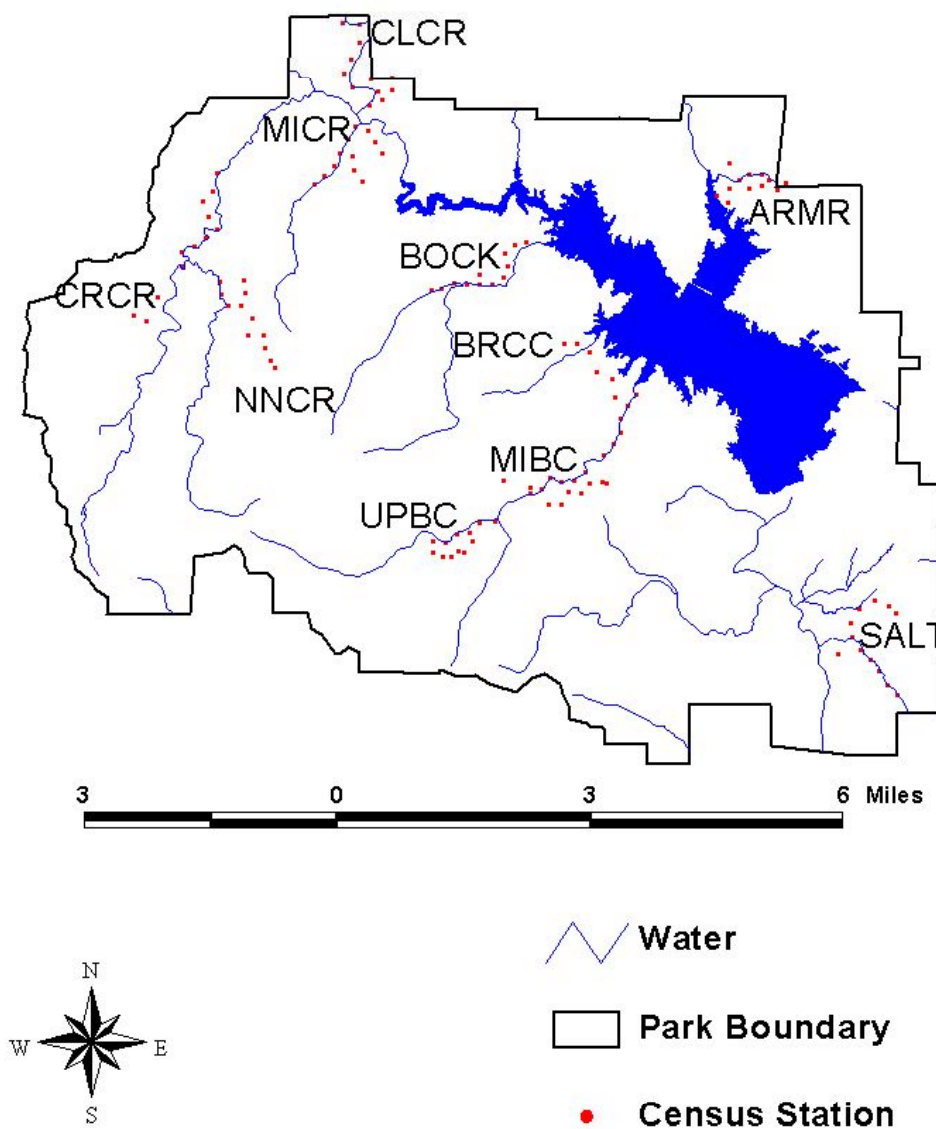 CLCR
MICR
ARMR
BOCK
CRCR
BRCC
NNCR
MIBC
UPBC
SALT
3 0 3 6 Miles
Water
N
Park Boundary
W E
S
Census Station